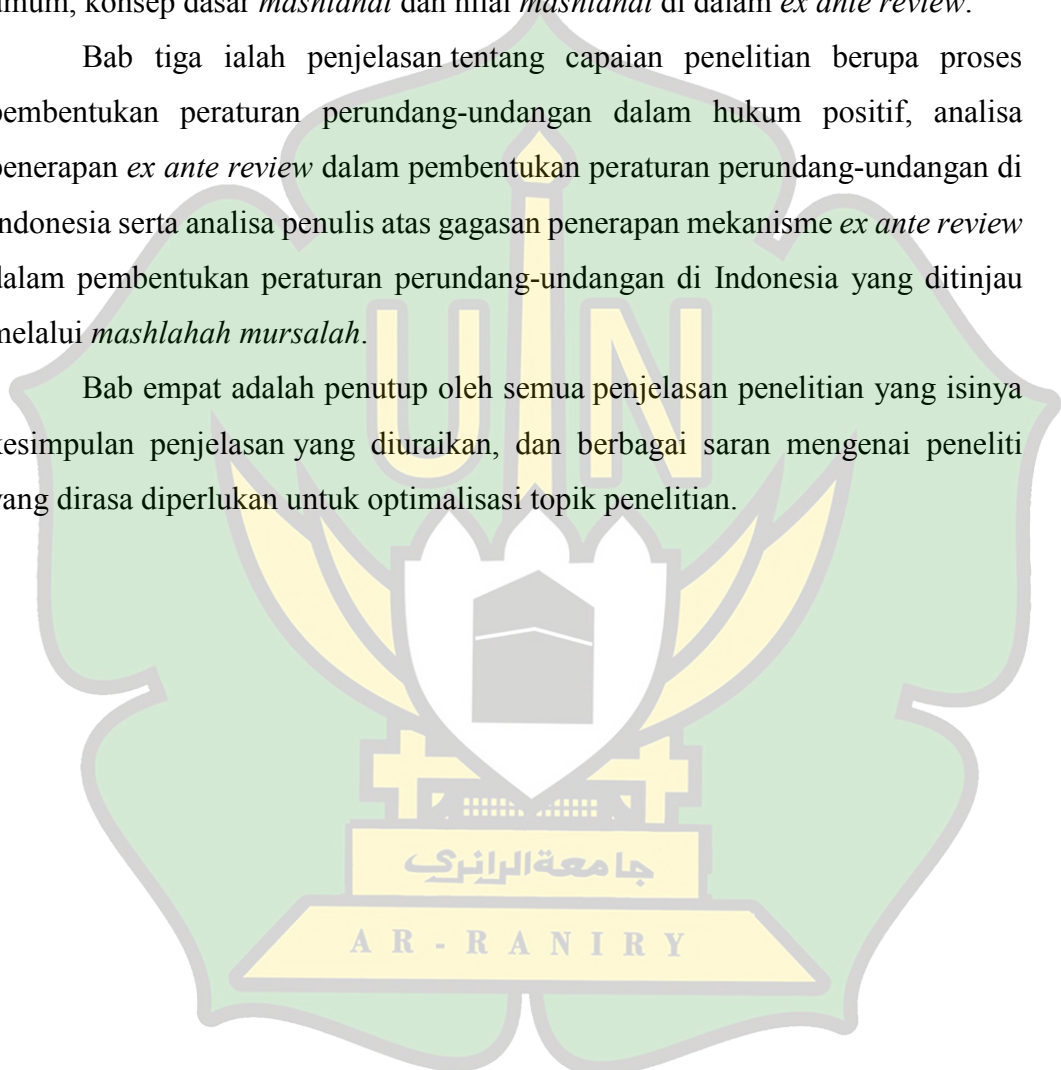 umum, konsep dasar mashlahat dan nilai mashlahat di dalam ex ante review.
Bab tiga ialah penjelasan tentang capaian penelitian berupa proses
pembentukan peraturan perundang-undangan dalam hukum positif, analisa
penerapan ex ante review dalam pembentukan peraturan perundang-undangan di
Indonesia serta analisa penulis atas gagasan penerapan mekanisme ex ante review
dalam pembentukan peraturan perundang-undangan di Indonesia yang ditinjau
melalui mashlahah mursalah.
Bab empat adalah penutup oleh semua penjelasan penelitian yang isinya
kesimpulan penjelasan yang diuraikan, dan berbagai saran mengenai peneliti
yang dirasa diperlukan untuk optimalisasi topik penelitian.
UIN
جامعة الرانري
AR-RANIRY